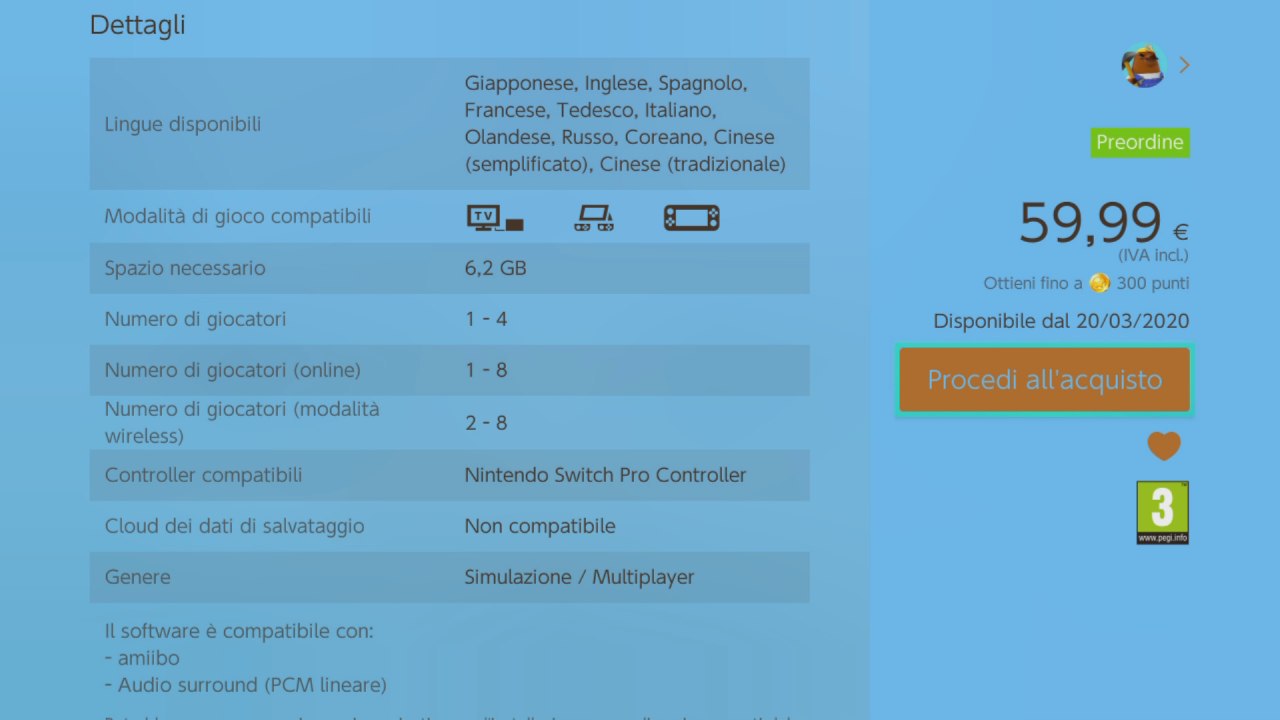 Dettagli
Lingue disponibili
Giapponese, Inglese, Spagnolo,
Francese, Tedesco, Italiano,
Olandese, Russo, Coreano, Cinese
(semplificato), Cinese (tradizionale)
Modalità di gioco compatibili
TV
Spazio necessario
6,2 GB
Numero di giocatori
1 - 4
Numero di giocatori (online)
1 - 8
Numero di giocatori (modalità
wireless)
2 - 8
Controller compatibili
Nintendo Switch Pro Controller
Cloud dei dati di salvataggio
Non compatibile
Genere
Simulazione / Multiplayer
Il software è compatibile con:
- amiibo
- Audio surround (PCM lineare)
Preordine
59,99 €
(IVA incl.)
Ottieni fino a 300 punti
Disponibile dal 20/03/2020
Procedi all'acquisto
3
www.pegi.info